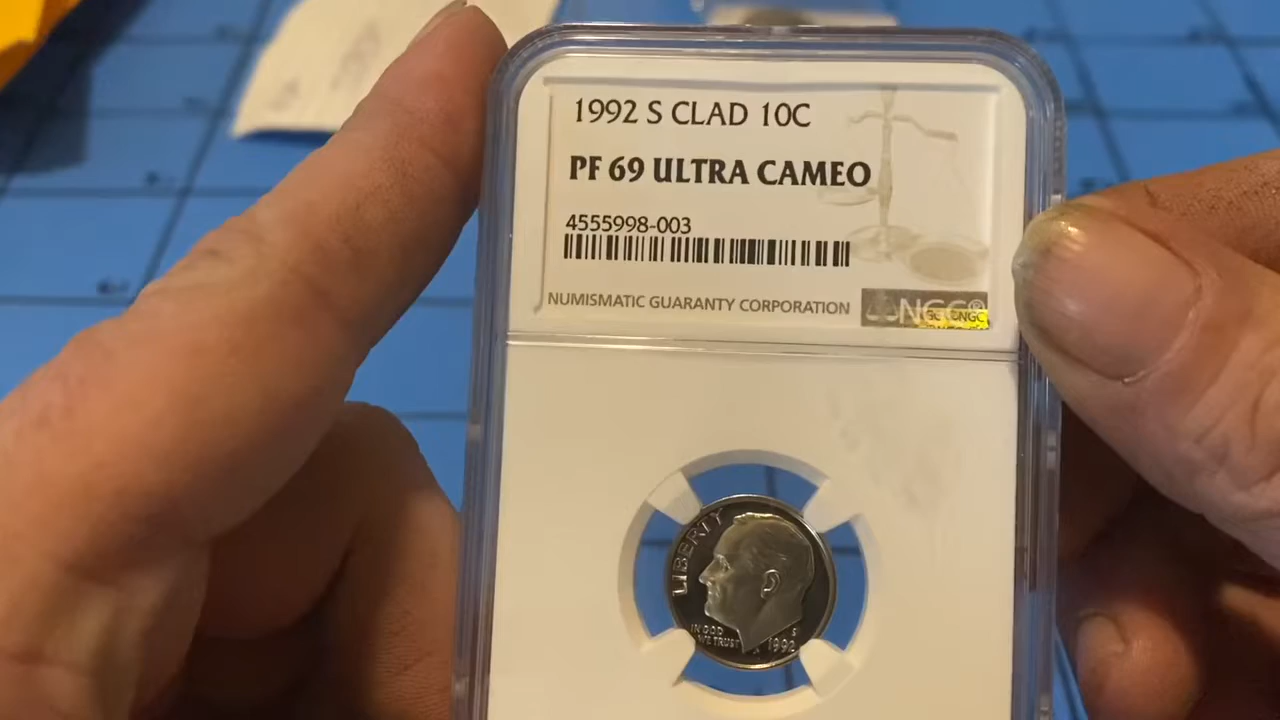 1992 S CLAD 10C
PF 69 ULTRA CAMEO
4555998-003
NUMISMATIC GUARANTY CORPORATION
NGC®
NGC
LIBERTY
IN GOD
WE TRUST
S
1992